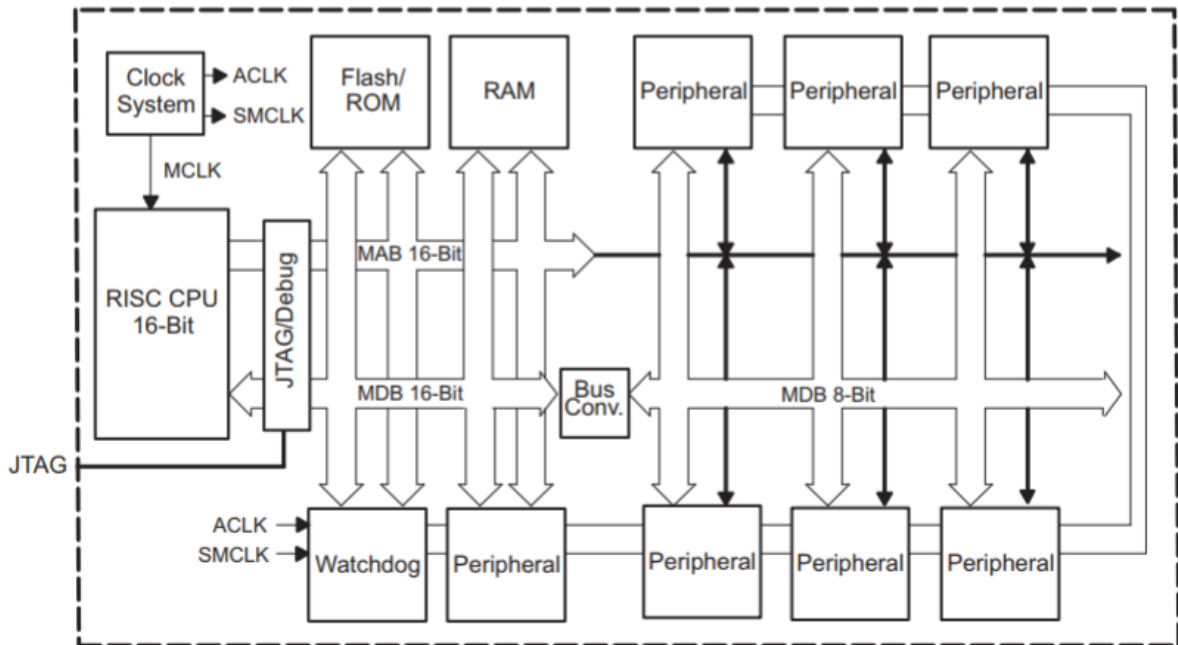 Clock
System
ACLK
SMCLK
MCLK
Flash/
ROM
RAM
Peripheral
Peripheral
Peripheral
RISC CPU
16-Bit
JTAG/Debug
MAB 16-Bit
MDB 16-Bit
Bus
Conv.
MDB 8-Bit
JTAG
ACLK
SMCLK
Watchdog
Peripheral
Peripheral
Peripheral
Peripheral